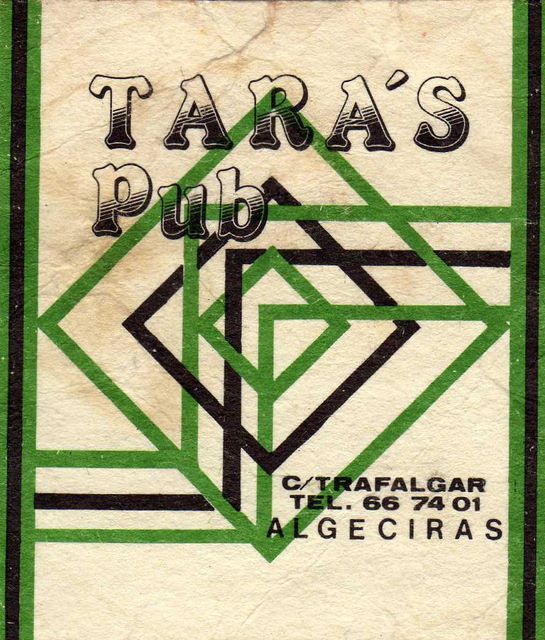 TARA'S
Pub
C/TRAFALGAR
TEL. 66 74 01
ALGECIRAS